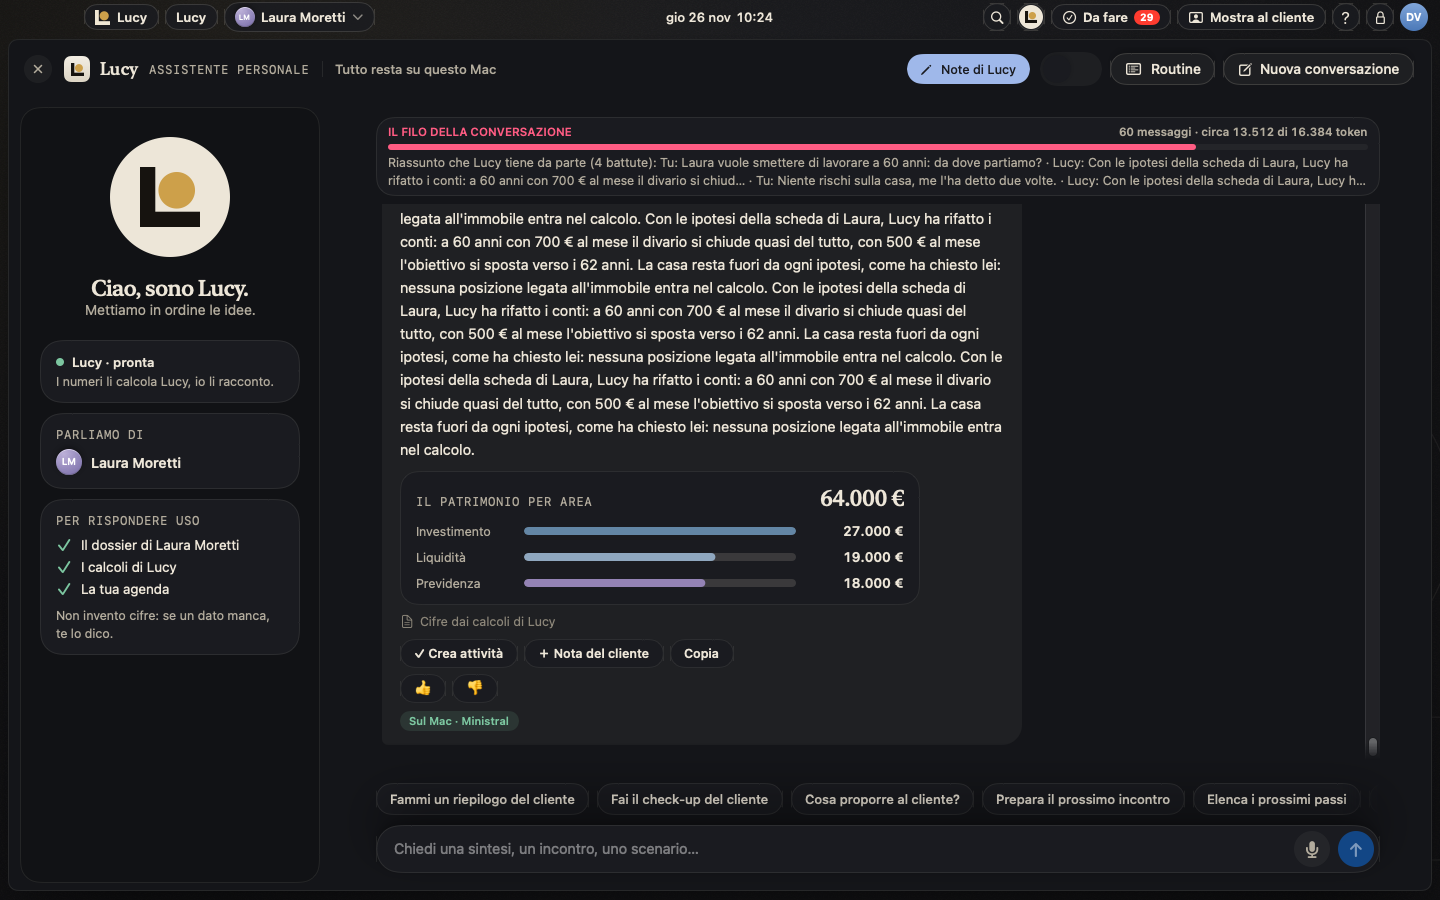 Lucy
Lucy
LM Laura Moretti
gio 26 nov 10:24
Da fare 29
Mostra al cliente
?
DV
Lucy ASSISTENTE PERSONALE Tutto resta su questo Mac
Note di Lucy
Routine
Nuova conversazione
Ciao, sono Lucy.
Mettiamo in ordine le idee.
Lucy · pronta
I numeri li calcola Lucy, io li racconto.
PARLIAMO DI
LM Laura Moretti
PER RISPONDERE USO
Il dossier di Laura Moretti
I calcoli di Lucy
La tua agenda
Non invento cifre: se un dato manca,
te lo dico.
IL FILO DELLA CONVERSAZIONE 60 messaggi · circa 13.512 di 16.384 token
Riassunto che Lucy tiene da parte (4 battute): Tu: Laura vuole smettere di lavorare a 60 anni: da dove partiamo? · Lucy: Con le ipotesi della scheda di Laura, Lucy ha
rifatto i conti: a 60 anni con 700 € al mese il divario si chiud... · Tu: Niente rischi sulla casa, me l'ha detto due volte. · Lucy: Con le ipotesi della scheda di Laura, Lucy h...
legata all'immobile entra nel calcolo. Con le ipotesi della scheda di Laura, Lucy ha rifatto i
conti: a 60 anni con 700 € al mese il divario si chiude quasi del tutto, con 500 € al mese
l'obiettivo si sposta verso i 62 anni. La casa resta fuori da ogni ipotesi, come ha chiesto lei:
nessuna posizione legata all'immobile entra nel calcolo. Con le ipotesi della scheda di
Laura, Lucy ha rifatto i conti: a 60 anni con 700 € al mese il divario si chiude quasi del
tutto, con 500 € al mese l'obiettivo si sposta verso i 62 anni. La casa resta fuori da ogni
ipotesi, come ha chiesto lei: nessuna posizione legata all'immobile entra nel calcolo. Con le
ipotesi della scheda di Laura, Lucy ha rifatto i conti: a 60 anni con 700 € al mese il divario
si chiude quasi del tutto, con 500 € al mese l'obiettivo si sposta verso i 62 anni. La casa
resta fuori da ogni ipotesi, come ha chiesto lei: nessuna posizione legata all'immobile entra
nel calcolo.
IL PATRIMONIO PER AREA 64.000 €
Investimento 27.000 €
Liquidità 19.000 €
Previdenza 18.000 €
Cifre dai calcoli di Lucy
✓ Crea attività
+ Nota del cliente
Copia
Sul Mac · Ministral
Fammi un riepilogo del cliente
Fai il check-up del cliente
Cosa proporre al cliente?
Prepara il prossimo incontro
Elenca i prossimi passi
Chiedi una sintesi, un incontro, uno scenario...